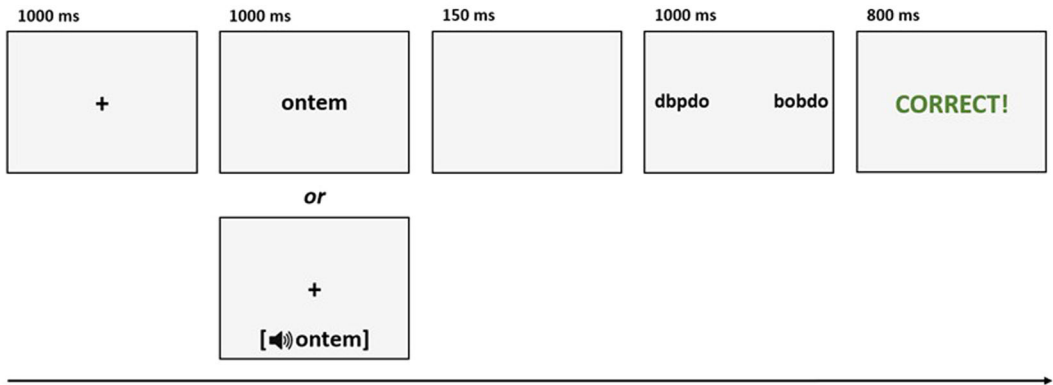 1000 ms 1000 ms 150 ms 1000 ms 800 ms
+ ontem dbpdo bobdo CORRECT!
or
+
[🔊ontem]